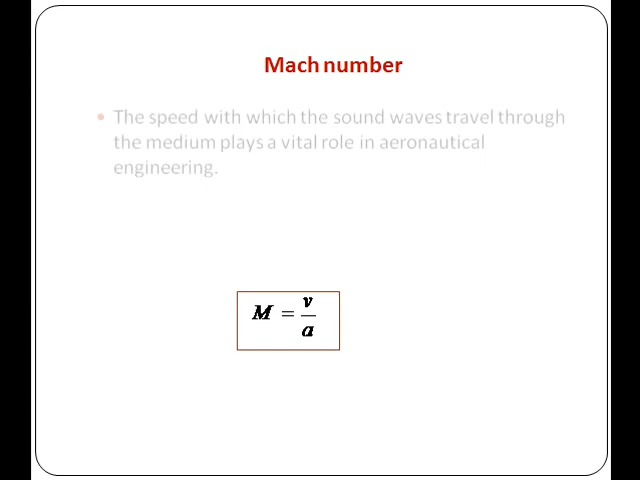 Mach number
• The speed with which the sound waves travel through
the medium plays a vital role in aeronautical
engineering.
M = v/a